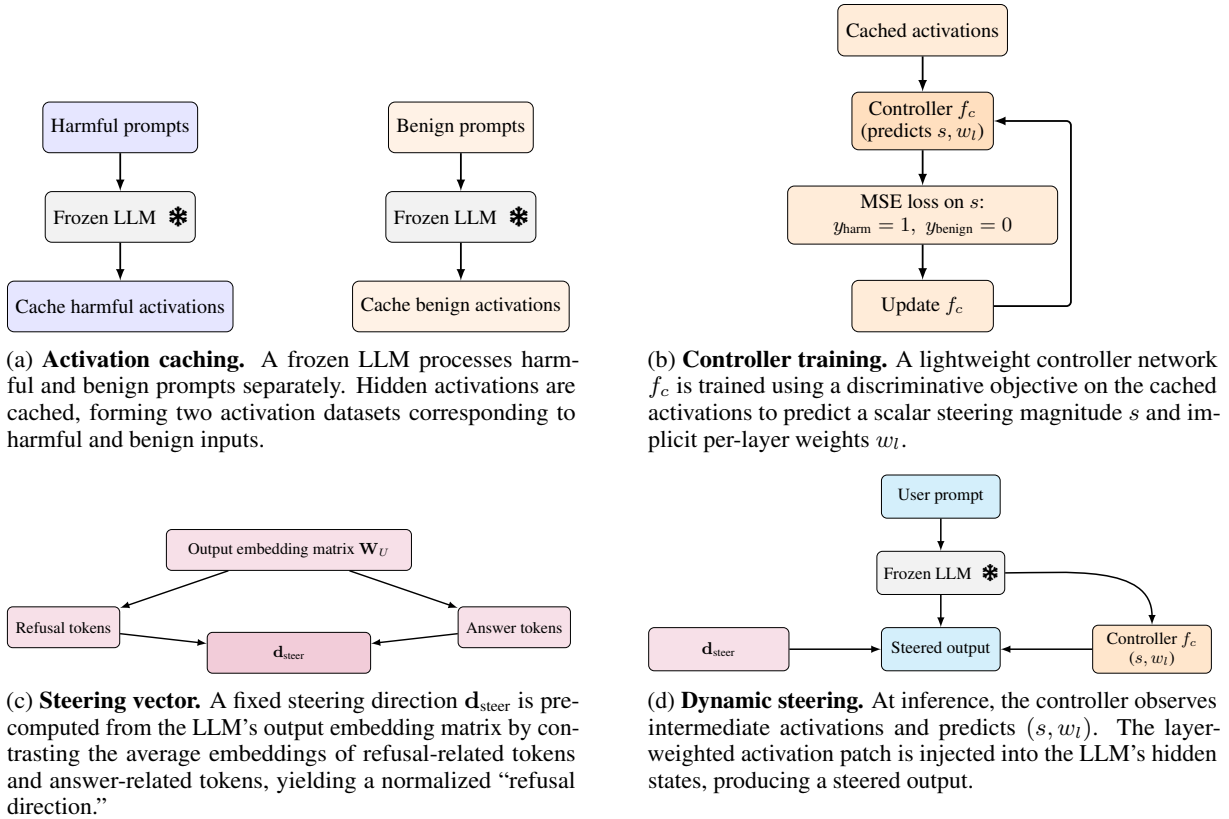 Harmful prompts
Frozen LLM
Cache harmful activations
Benign prompts
Frozen LLM
Cache benign activations
(a) Activation caching. A frozen LLM processes harm-
ful and benign prompts separately. Hidden activations are
cached, forming two activation datasets corresponding to
harmful and benign inputs.
Cached activations
Controller f_c
(predicts s, w_l)
MSE loss on s:
y_harm = 1, y_benign = 0
Update f_c
(b) Controller training. A lightweight controller network
f_c is trained using a discriminative objective on the cached
activations to predict a scalar steering magnitude s and im-
plicit per-layer weights w_l.
Output embedding matrix W_U
Refusal tokens
Answer tokens
d_steer
(c) Steering vector. A fixed steering direction d_steer is pre-
computed from the LLM's output embedding matrix by con-
trasting the average embeddings of refusal-related tokens
and answer-related tokens, yielding a normalized “refusal
direction.”
User prompt
Frozen LLM
d_steer
Steered output
Controller f_c
(s, w_l)
(d) Dynamic steering. At inference, the controller observes
intermediate activations and predicts (s, w_l). The layer-
weighted activation patch is injected into the LLM's hidden
states, producing a steered output.